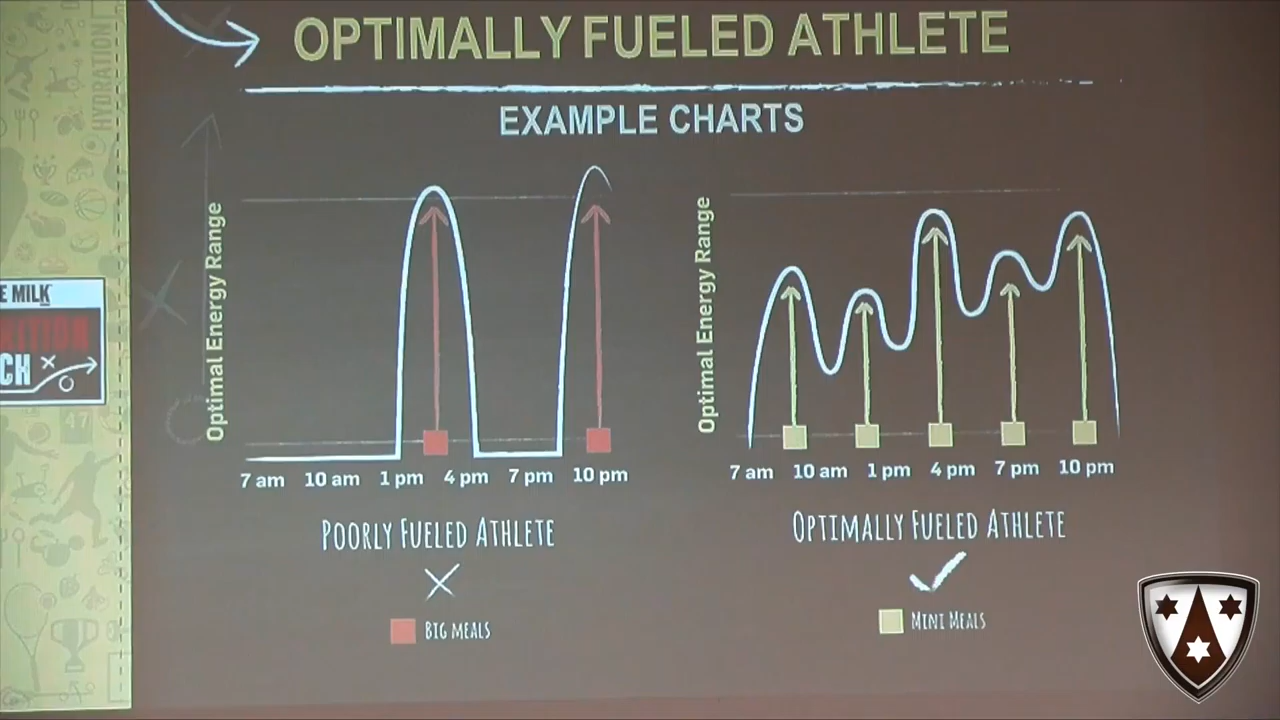 OPTIMALLY FUELED ATHLETE
EXAMPLE CHARTS
HYDRATION
E MILK
CH
47
Optimal Energy Range
7 am 10 am 1 pm 4 pm 7 pm 10 pm
POORLY FUELED ATHLETE
BIG MEALS
Optimal Energy Range
7 am 10 am 1 pm 4 pm 7 pm 10 pm
OPTIMALLY FUELED ATHLETE
MINI MEALS